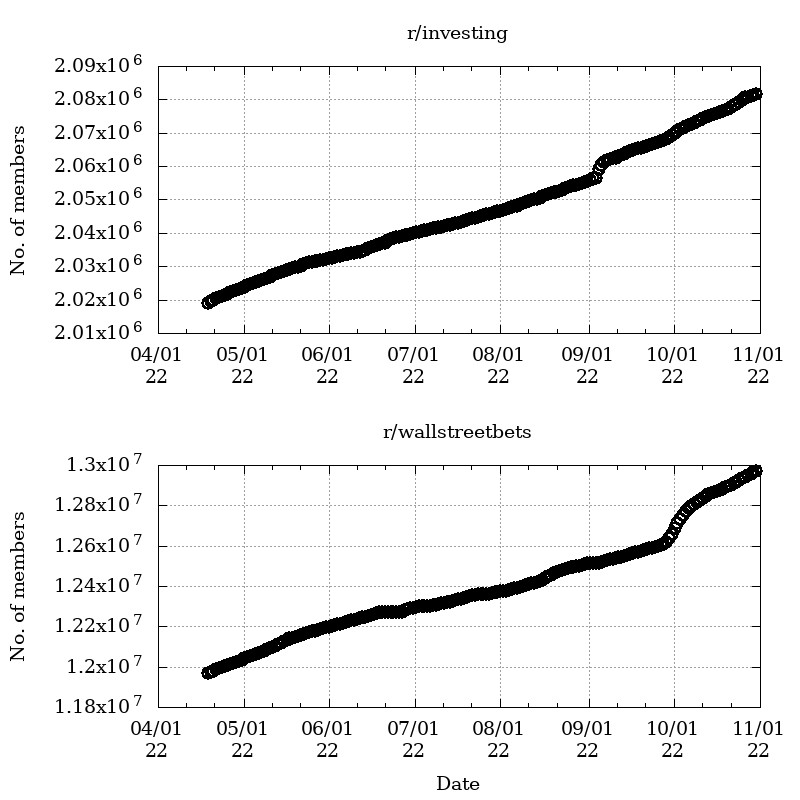 r/investing
2.09x10^6
2.08x10^6
2.07x10^6
2.06x10^6
2.05x10^6
2.04x10^6
2.03x10^6
2.02x10^6
2.01x10^6
No. of members
04/01 05/01 06/01 07/01 08/01 09/01 10/01 11/01
22 22 22 22 22 22 22 22
r/wallstreetbets
1.3x10^7
1.28x10^7
1.26x10^7
1.24x10^7
1.22x10^7
1.2x10^7
1.18x10^7
No. of members
04/01 05/01 06/01 07/01 08/01 09/01 10/01 11/01
22 22 22 22 22 22 22 22
Date